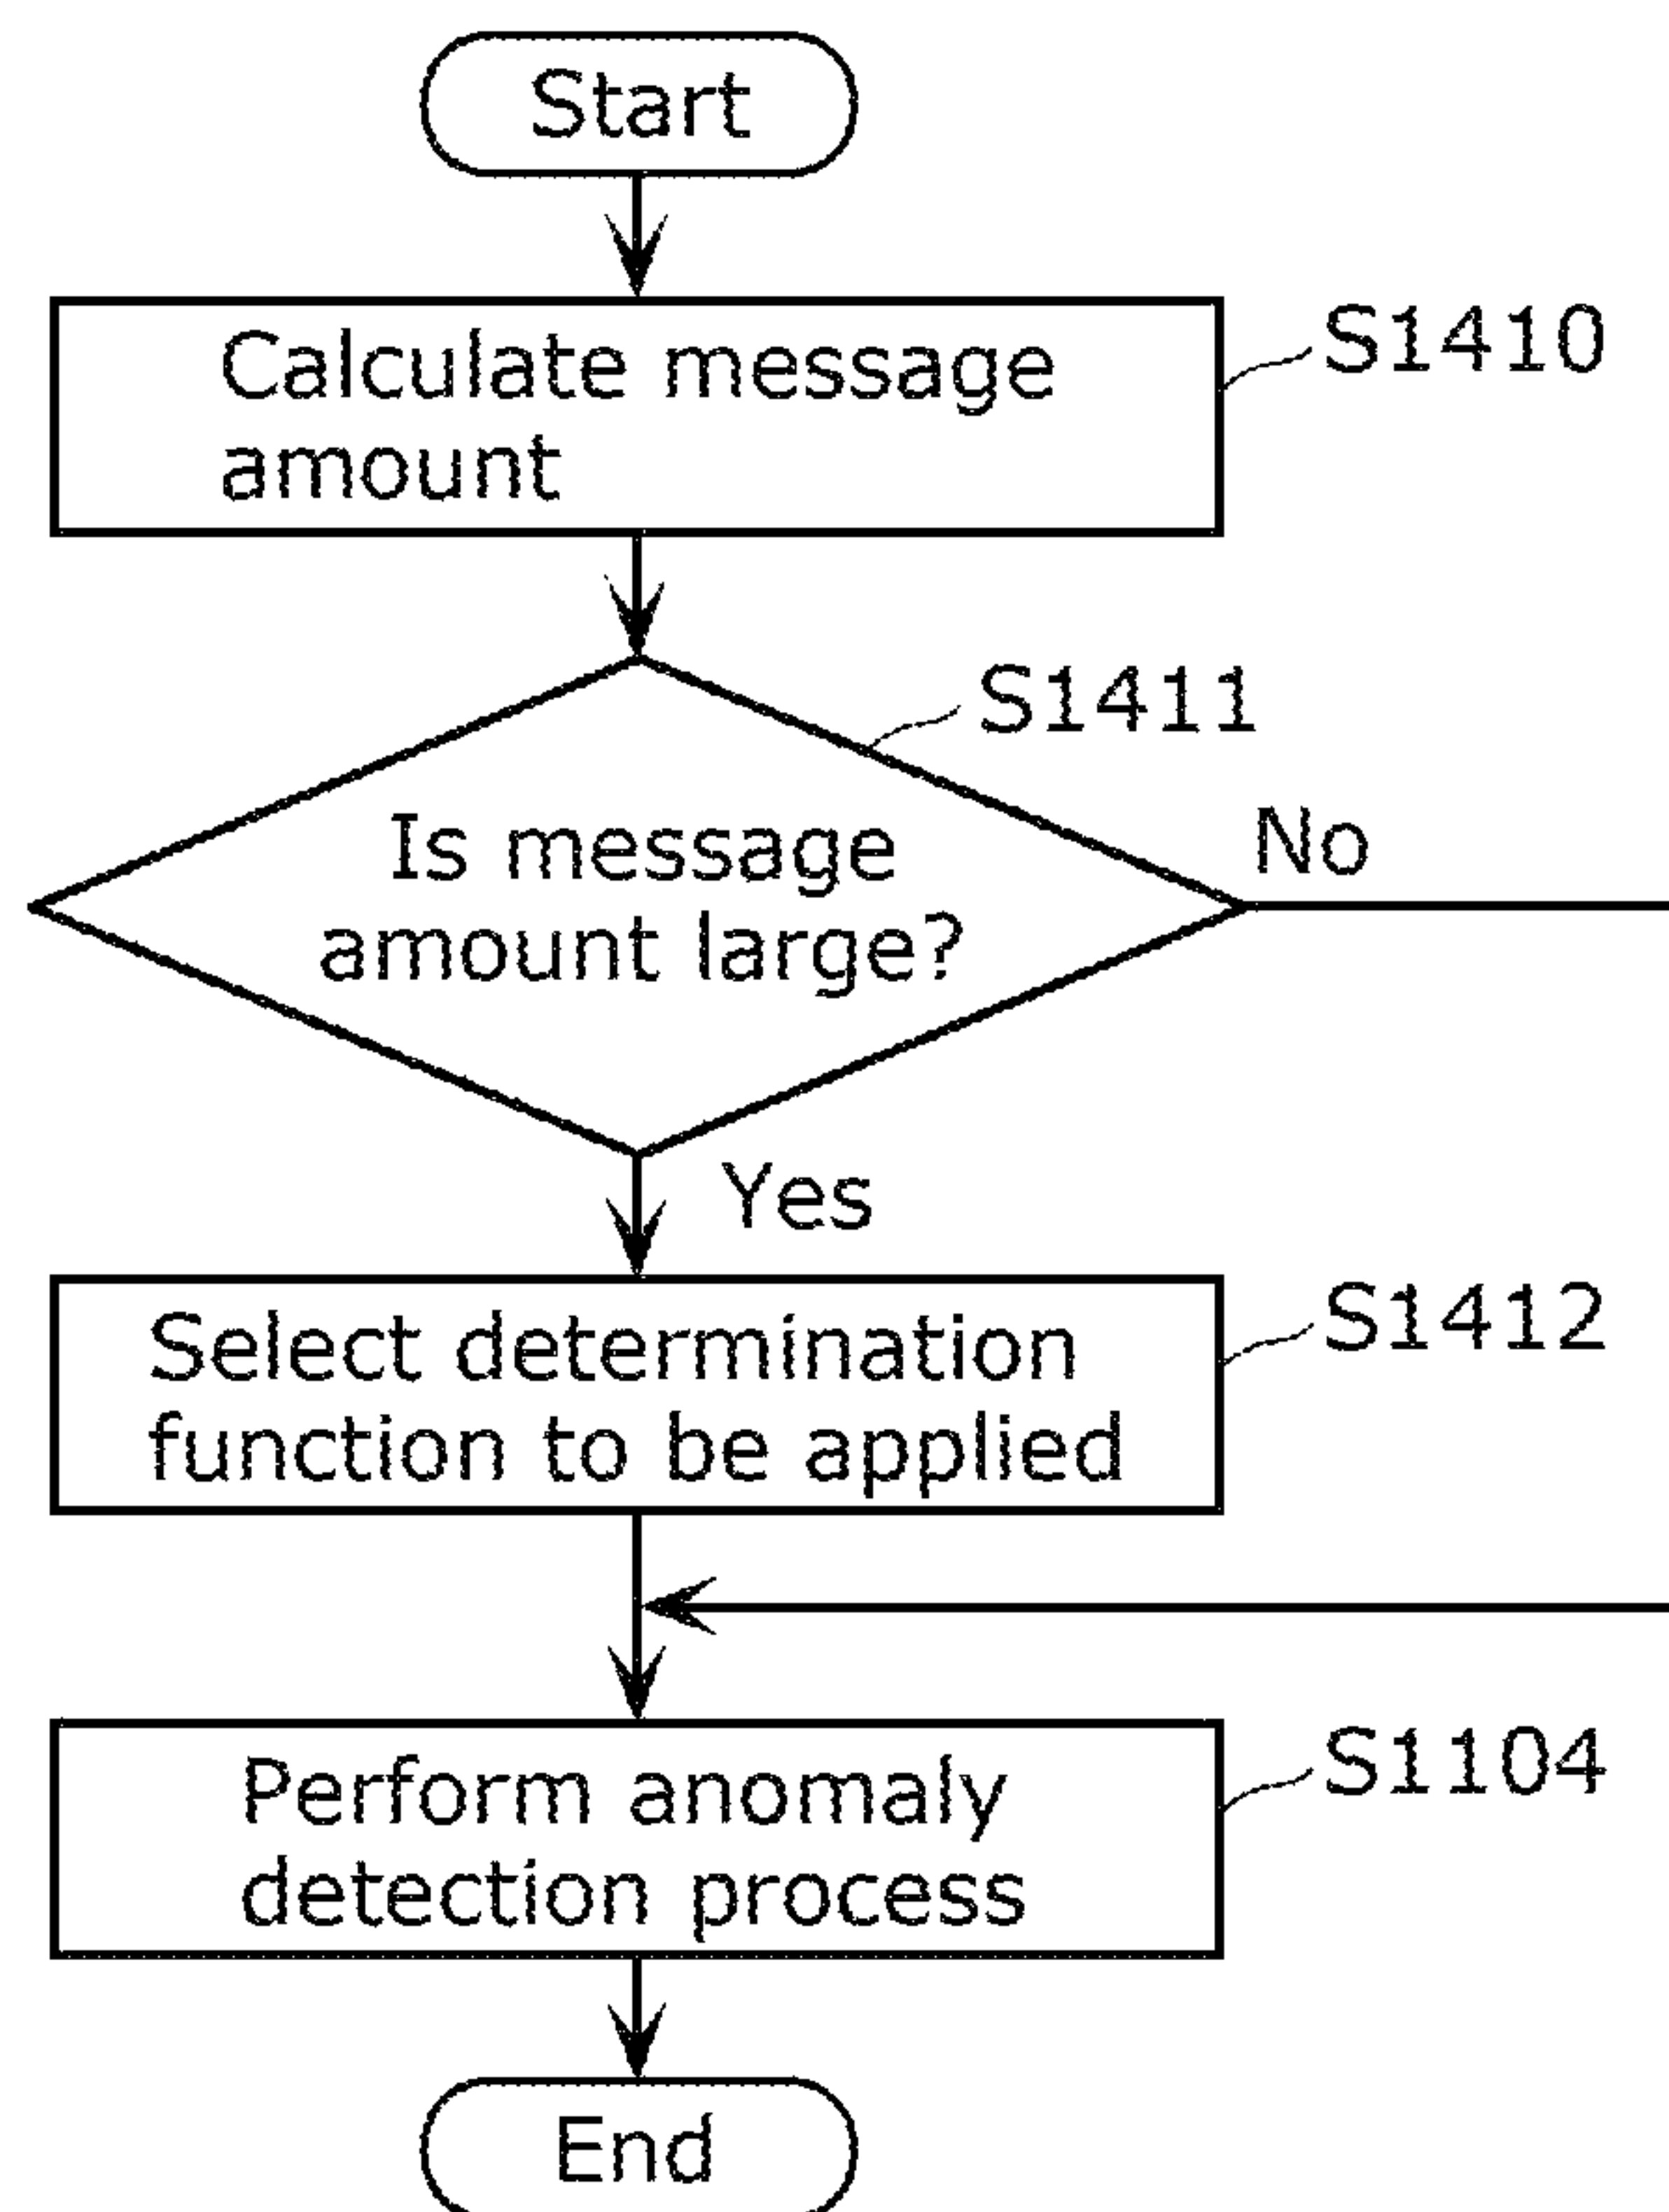 Start
Calculate message
amount
S1410
S1411
Is message
amount large?
No
Yes
Select determination
function to be applied
S1412
Perform anomaly
detection process
S1104
End